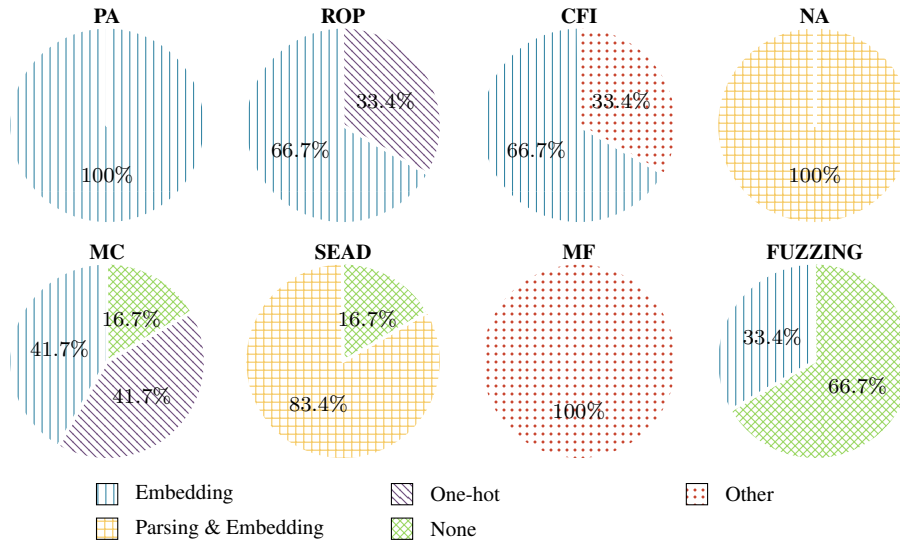 PA ROP CFI NA
33.4% 33.4%
66.7% 66.7%
100% 100%
MC SEAD MF FUZZING
16.7% 16.7%
41.7% 33.4%
41.7% 83.4% 100% 66.7%
Embedding One-hot Other
Parsing & Embedding None